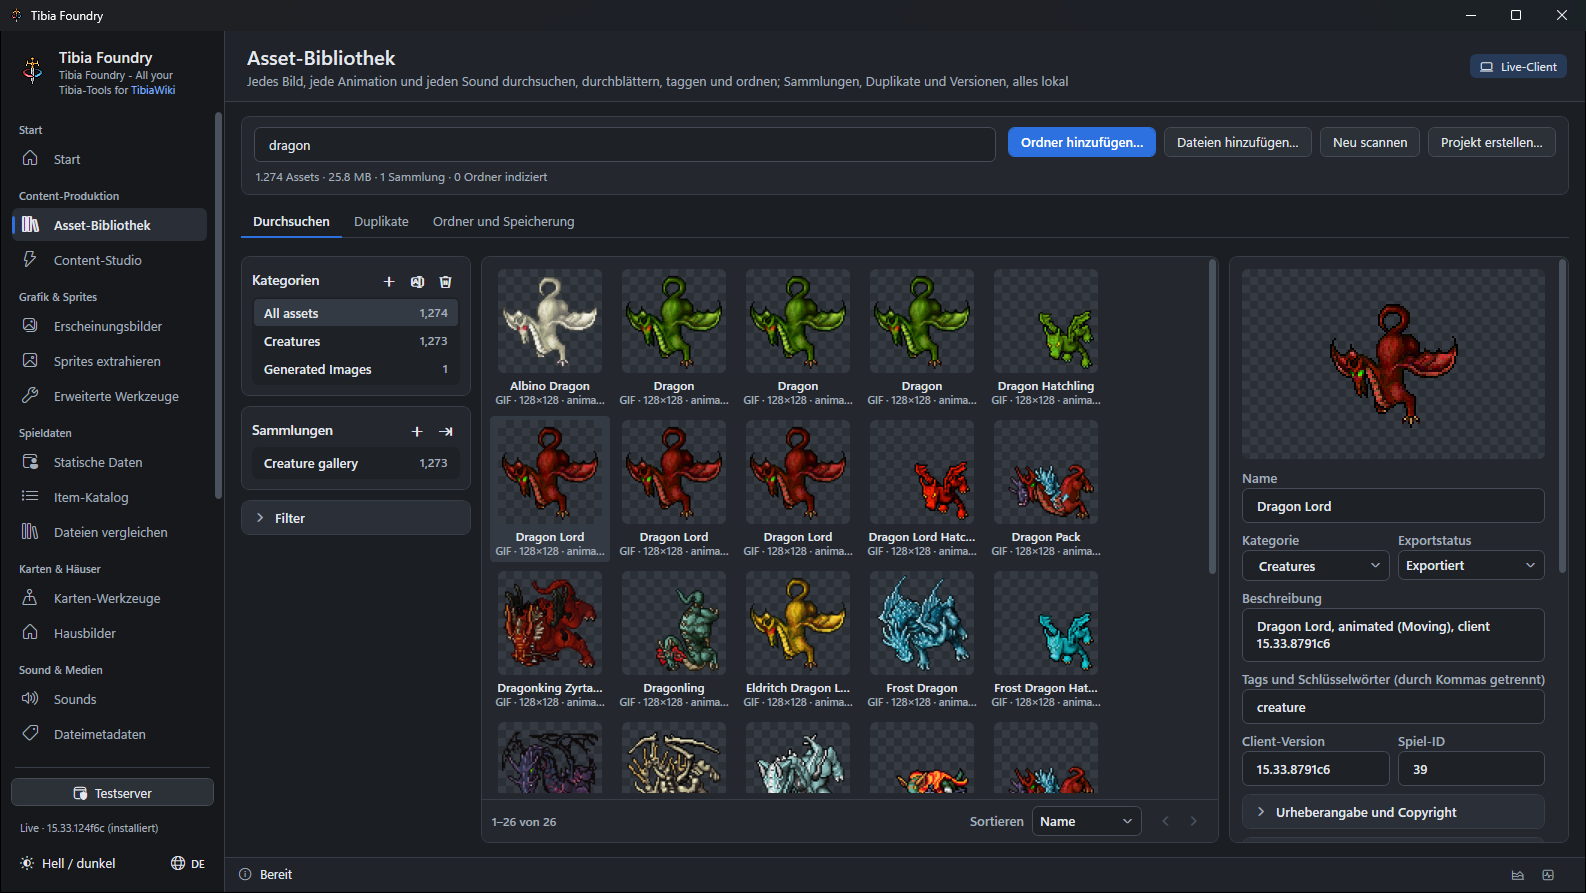 Tibia Foundry
Tibia Foundry
Tibia Foundry - All your
Tibia-Tools for TibiaWiki
Start
Start
Content-Produktion
Asset-Bibliothek
Content-Studio
Grafik & Sprites
Erscheinungsbilder
Sprites extrahieren
Erweiterte Werkzeuge
Spieldaten
Statische Daten
Item-Katalog
Dateien vergleichen
Karten & Häuser
Karten-Werkzeuge
Hausbilder
Sound & Medien
Sounds
Dateimetadaten
Testserver
Live · 15.33.124f6c (installiert)
Hell / dunkel
DE
Asset-Bibliothek
Jedes Bild, jede Animation und jeden Sound durchsuchen, durchblättern, taggen und ordnen; Sammlungen, Duplikate und Versionen, alles lokal
Live-Client
dragon
Ordner hinzufügen...
Dateien hinzufügen...
Neu scannen
Projekt erstellen...
1.274 Assets · 25.8 MB · 1 Sammlung · 0 Ordner indiziert
Durchsuchen
Duplikate
Ordner und Speicherung
Kategorien
All assets 1,274
Creatures 1,273
Generated Images 1
Sammlungen
Creature gallery 1,273
Filter
Albino Dragon
GIF · 128×128 · anima...
Dragon
GIF · 128×128 · anima...
Dragon
GIF · 128×128 · anima...
Dragon
GIF · 128×128 · anima...
Dragon Hatchling
GIF · 128×128 · anima...
Dragon Lord
GIF · 128×128 · anima...
Dragon Lord
GIF · 128×128 · anima...
Dragon Lord
GIF · 128×128 · anima...
Dragon Lord Hatc...
GIF · 128×128 · anima...
Dragon Pack
GIF · 128×128 · anima...
Dragonking Zyrta...
GIF · 128×128 · anima...
Dragonling
GIF · 128×128 · anima...
Eldritch Dragon L...
GIF · 128×128 · anima...
Frost Dragon
GIF · 128×128 · anima...
Frost Dragon Hat...
GIF · 128×128 · anima...
1–26 von 26
Sortieren
Name
Name
Dragon Lord
Kategorie
Creatures
Exportstatus
Exportiert
Beschreibung
Dragon Lord, animated (Moving), client
15.33.8791c6
Tags und Schlüsselwörter (durch Kommas getrennt)
creature
Client-Version
15.33.8791c6
Spiel-ID
39
Urheberangabe und Copyright
Bereit